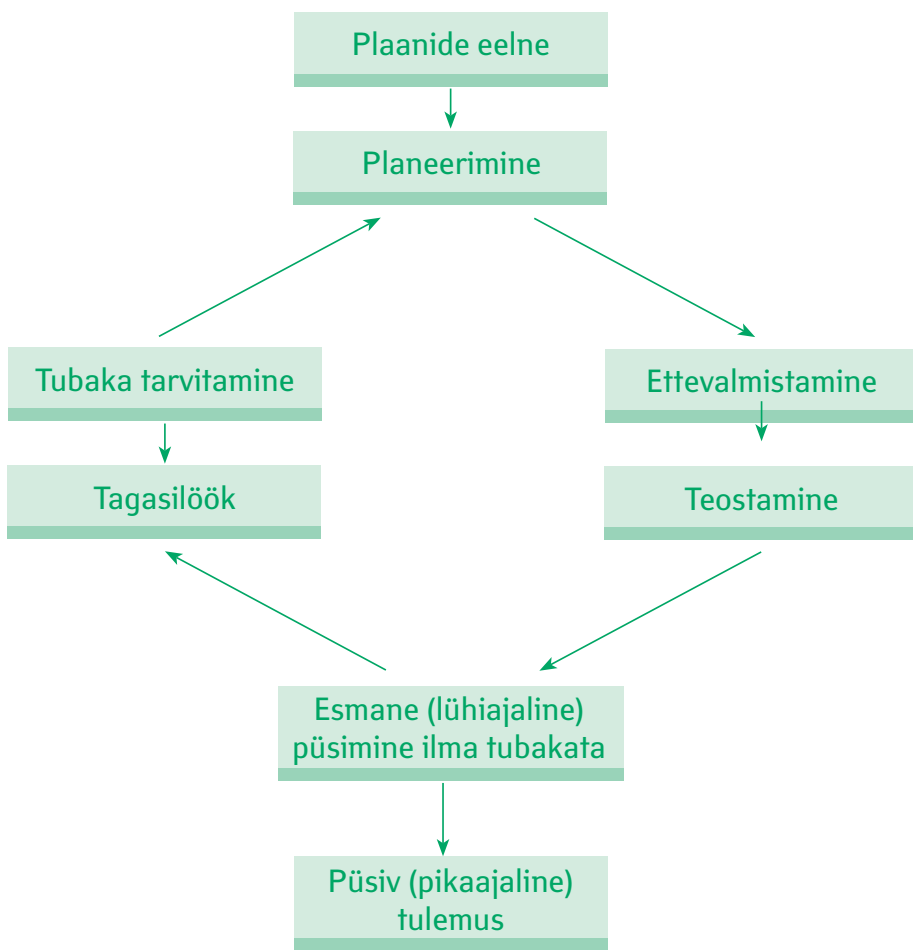 Plaanide eelne
Planeerimine
Tubaka tarvitamine
Ettevalmistamine
Tagasilöök
Teostamine
Esmane (lühiajaline)
püsimine ilma tubakata
Püsiv (pikaajaline)
tulemus